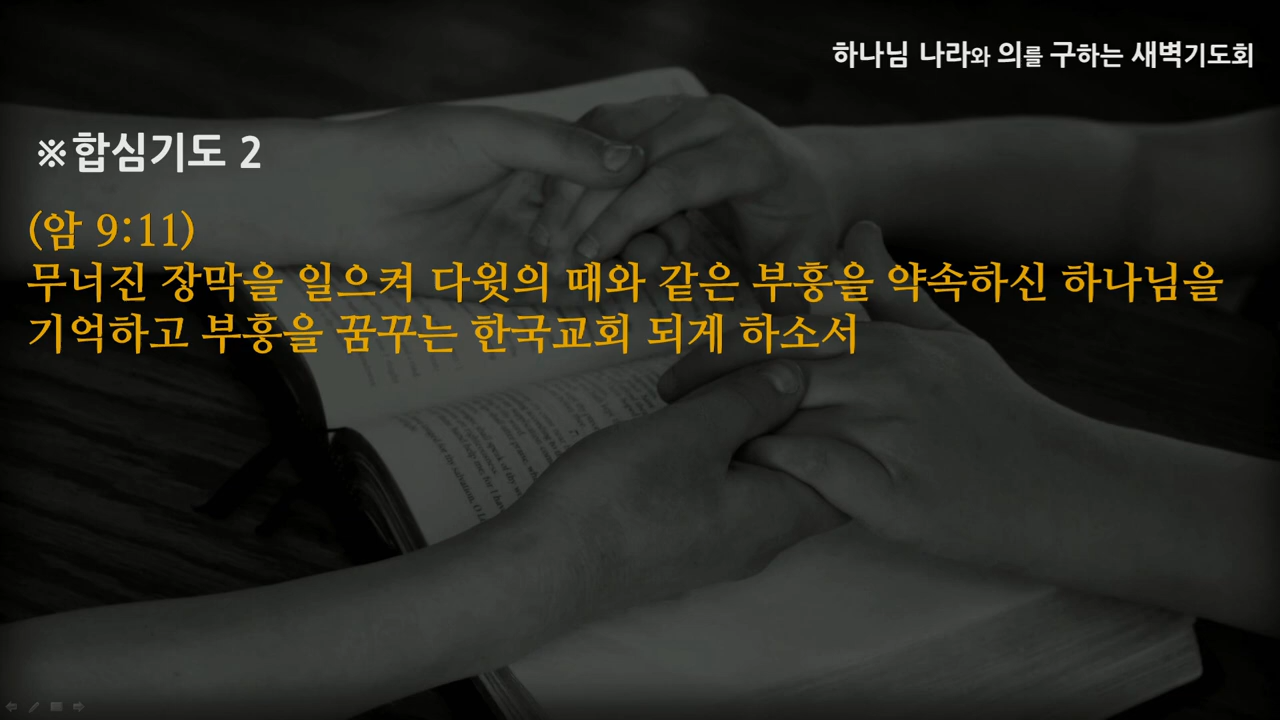 하나님 나라와 의를 구하는 새벽기도회
※합심기도 2
(암 9:11)
무너진 장막을 일으켜 다윗의 때와 같은 부흥을 약속하신 하나님을
기억하고 부흥을 꿈꾸는 한국교회 되게 하소서